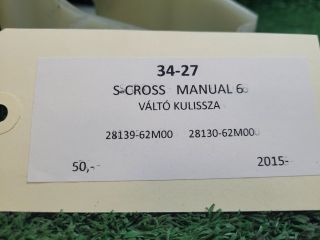 34-27
S-CROSS MANUAL 6
VÁLTÓ KULISSZA
28139-62M00 28130-62M00
50,- 2015-